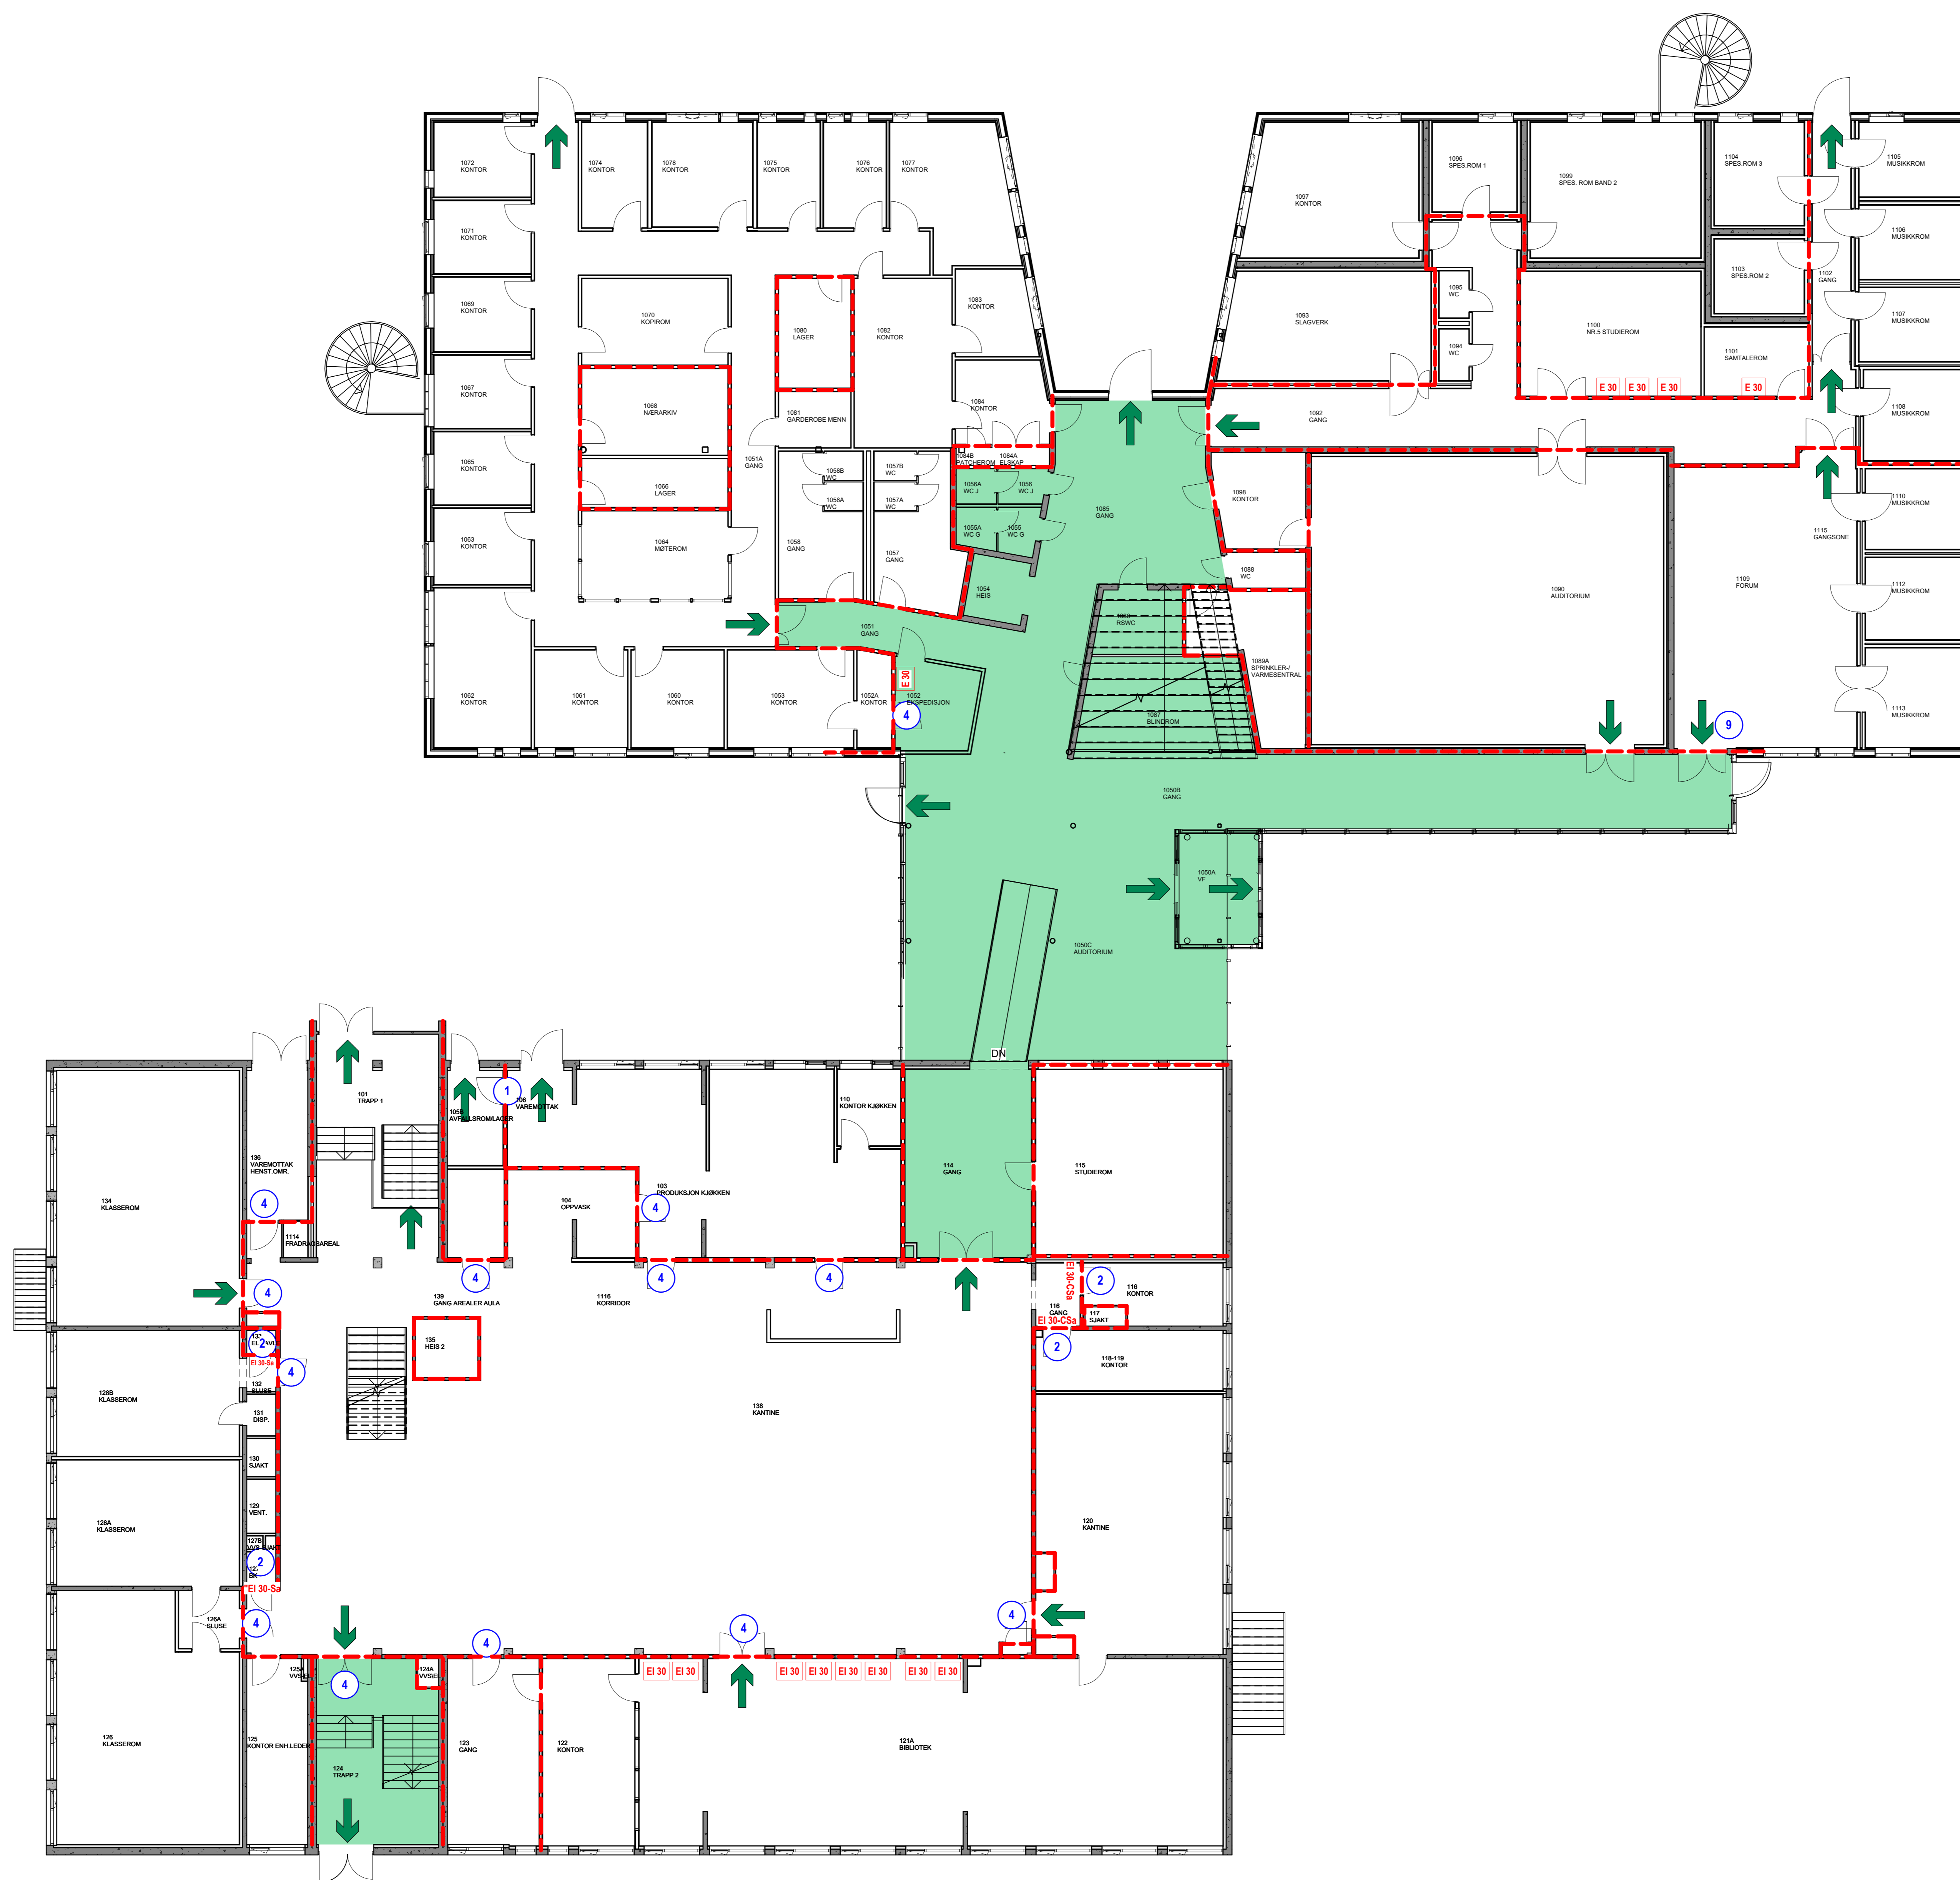 1072
KONTOR
1074
KONTOR
1078
KONTOR
1075
KONTOR
1076
KONTOR
1077
KONTOR
1071
KONTOR
1069
KONTOR
1070
KOPIROM
1080
LAGER
1082
KONTOR
1083
KONTOR
1067
KONTOR
1068
NÆRARKIV
1081
GARDEROBE MENN
1084
KONTOR
1065
KONTOR
1066
LAGER
1051A
GANG
1058B
WC
1057B
WC
1084B
PATCHEROM
1084A
ELSKAP
1058A
WC
1057A
WC
1056A
WC J
1056
WC J
1063
KONTOR
1064
MØTEROM
1058
GANG
1057
GANG
1055A
WC G
1055
WC G
1054
HEIS
1085
GANG
1051
GANG
1062
KONTOR
1061
KONTOR
1060
KONTOR
1053
KONTOR
1052A
KONTOR
E 30
1052
EKSPEDISJON
4
RSWC
1087
BLINDROM
1089A
SPRINKLER-/
VARMESENTRAL
1088
WC
1098
KONTOR
1097
KONTOR
1096
SPES.ROM 1
1099
SPES. ROM BAND 2
1104
SPES.ROM 3
1105
MUSIKKROM
1106
MUSIKKROM
1103
SPES.ROM 2
1102
GANG
1095
WC
1093
SLAGVERK
1094
WC
1100
NR.5 STUDIEROM
1101
SAMTALEROM
1107
MUSIKKROM
E 30
E 30
E 30
E 30
1092
GANG
1108
MUSIKKROM
1110
MUSIKKROM
1115
GANGSONE
1109
FORUM
1090
AUDITORIUM
1112
MUSIKKROM
1113
MUSIKKROM
9
1050B
GANG
1050A
VF
1050C
AUDITORIUM
DN
101
TRAPP 1
105B
AVFALLSROM/LAGER
1
106
VAREMOTTAK
110
KONTOR KJØKKEN
136
VAREMOTTAK
HENST.OMR.
134
KLASSEROM
4
1114
FRADRAGSAREAL
104
OPPVASK
103
PRODUKSJON KJØKKEN
4
114
GANG
115
STUDIEROM
4
4
4
4
139
GANG AREALER AULA
1116
KORRIDOR
EI 30-CSa
2
116
KONTOR
116
GANG
117
SJAKT
EI 30-CSa
2
118-119
KONTOR
135
HEIS 2
2
EI 30-Sa
4
132
SLUSE
128B
KLASSEROM
131
DISP.
138
KANTINE
130
SJAKT
129
VENT.
128A
KLASSEROM
127B
2
EI 30-Sa
120
KANTINE
4
126A
SLUSE
4
4
4
125A
4
124A
VVS\EL
EI 30
EI 30
EI 30
EI 30
EI 30
EI 30
EI 30
EI 30
126
KLASSEROM
125
KONTOR ENH.LEDER
124
TRAPP 2
123
GANG
122
KONTOR
121A
BIBLIOTEK